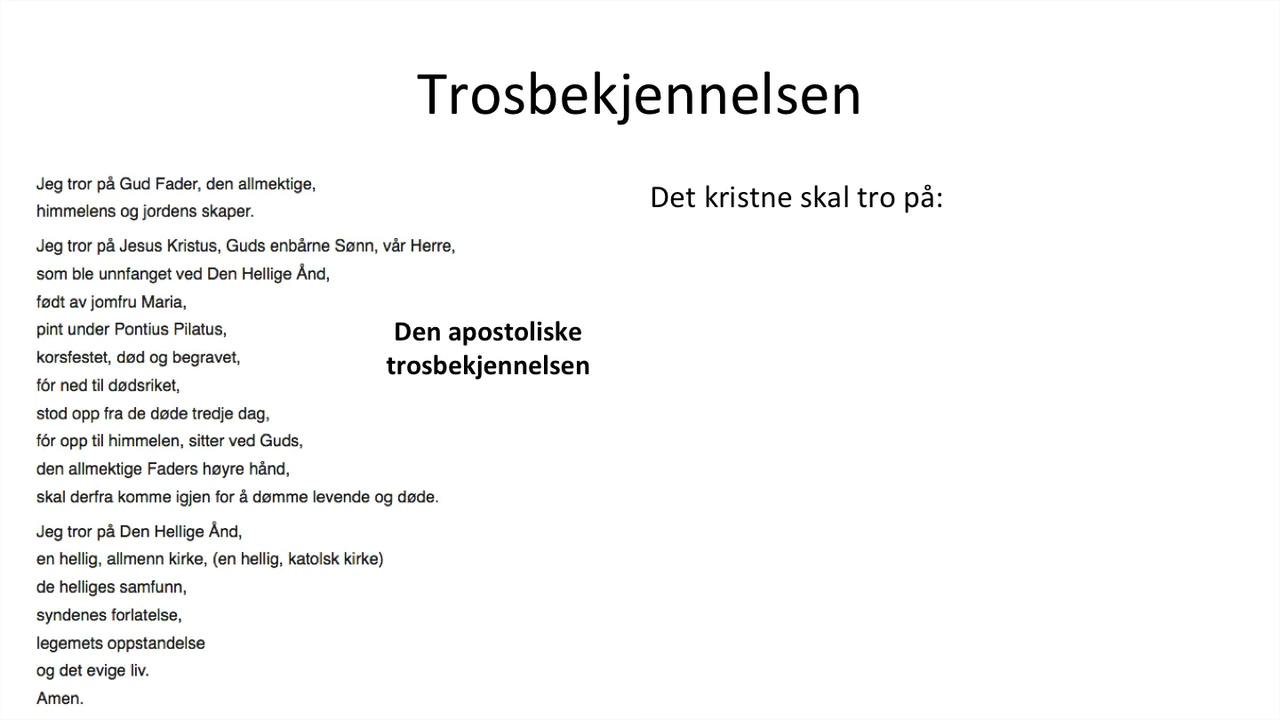 Trosbekjennelsen
Jeg tror på Gud Fader, den allmektige,
himmelens og jordens skaper.
Jeg tror på Jesus Kristus, Guds enbårne Sønn, vår Herre,
som ble unnfanget ved Den Hellige Ånd,
født av jomfru Maria,
pint under Pontius Pilatus,
korsfestet, død og begravet,
fór ned til dødsriket,
stod opp fra de døde tredje dag,
fór opp til himmelen, sitter ved Guds,
den allmektige Faders høyre hånd,
skal derfra komme igjen for å dømme levende og døde.
Jeg tror på Den Hellige Ånd,
en hellig, allmenn kirke, (en hellig, katolsk kirke)
de helliges samfunn,
syndenes forlatelse,
legemets oppstandelse
og det evige liv.
Amen.
Den apostoliske
trosbekjennelsen
Det kristne skal tro på: